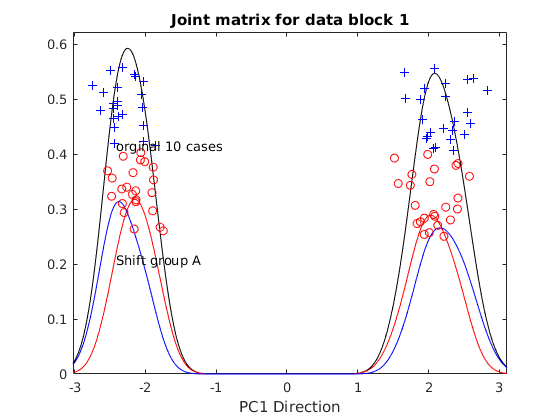 Joint matrix for data block 1
0.6
0.5
orginal 10 cases
0.4
0.3
Shift group A
0.2
0.1
0
-3 -2 -1 0 1 2 3
PC1 Direction